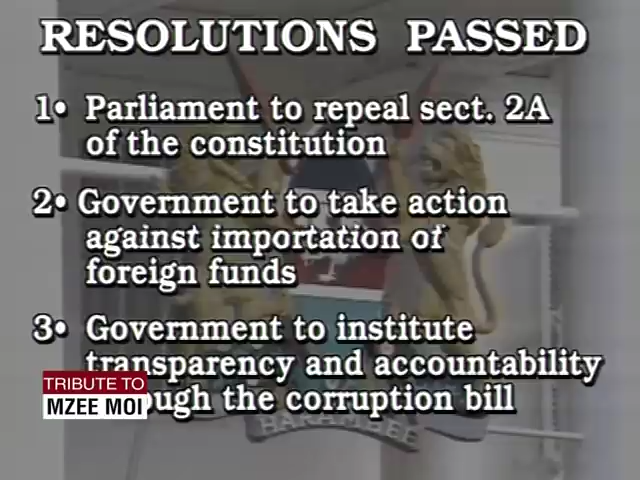 RESOLUTIONS PASSED
1• Parliament to repeal sect. 2A
of the constitution
2• Government to take action
against importation of
foreign funds
3• Government to institute
transparency and accountability
ough the corruption bill
TRIBUTE TO
MZEE MOI
HARAMBEE